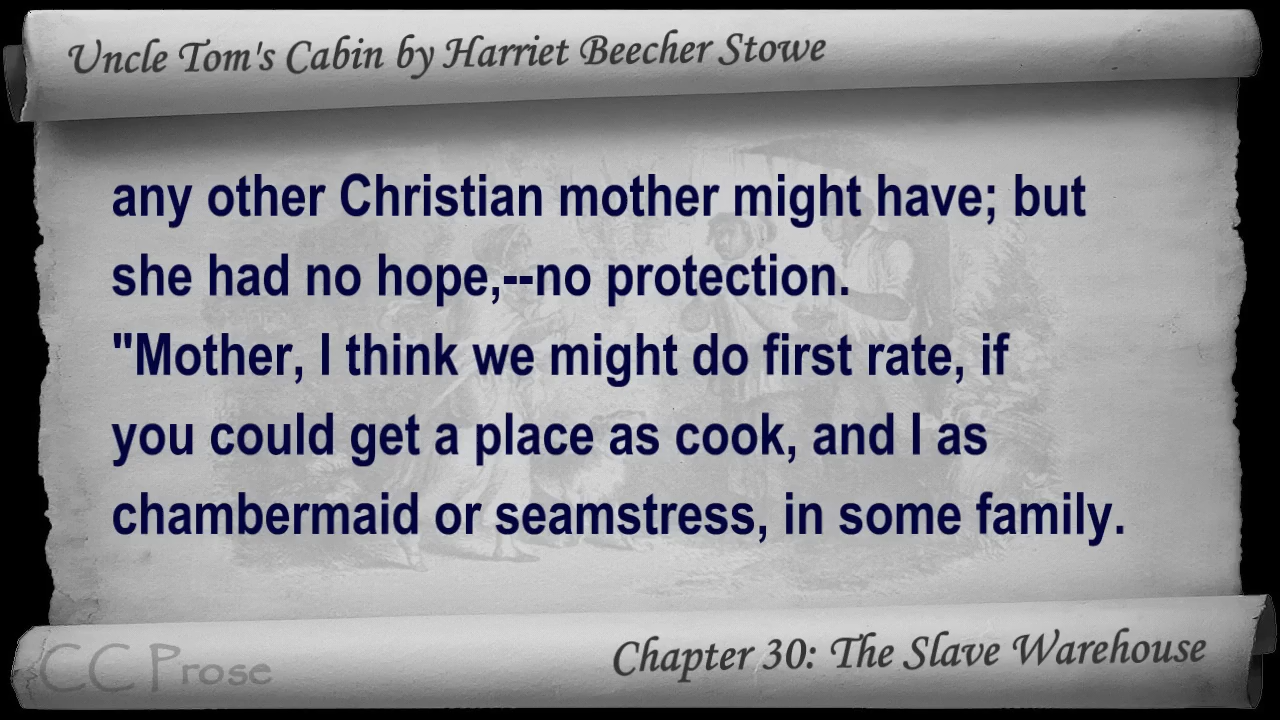 Uncle Tom's Cabin by Harriet Beecher Stowe
any other Christian mother might have; but
she had no hope,--no protection.
"Mother, I think we might do first rate, if
you could get a place as cook, and I as
chambermaid or seamstress, in some family.
CC Prose
Chapter 30: The Slave Warehouse